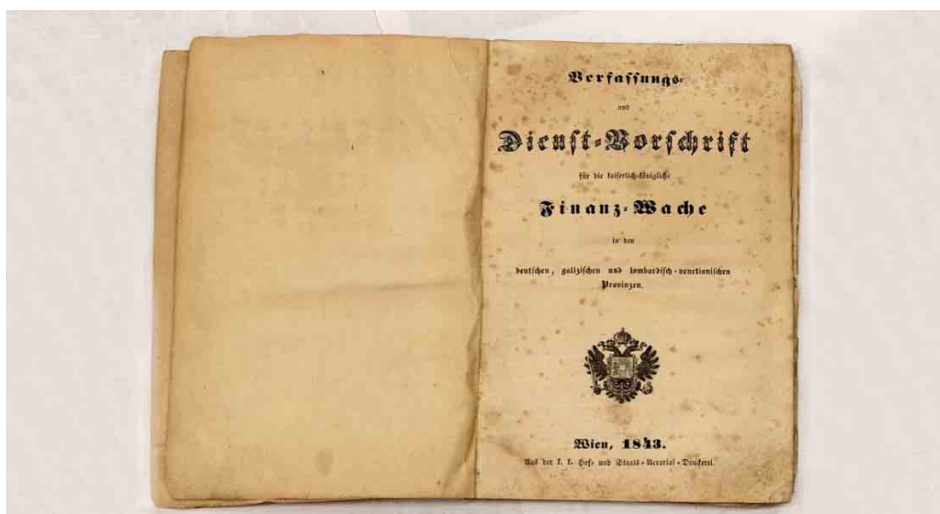 Verfassungs-
und
Dienst-Vorschrift
für die kaiserlich-königliche
Finanz-Wache
in den
deutschen, galizischen und lombardisch-venetianischen
Provinzen.
Wien, 1843.
Aus der k. k. Hof- und Staats-Aerarial-Druckerei.